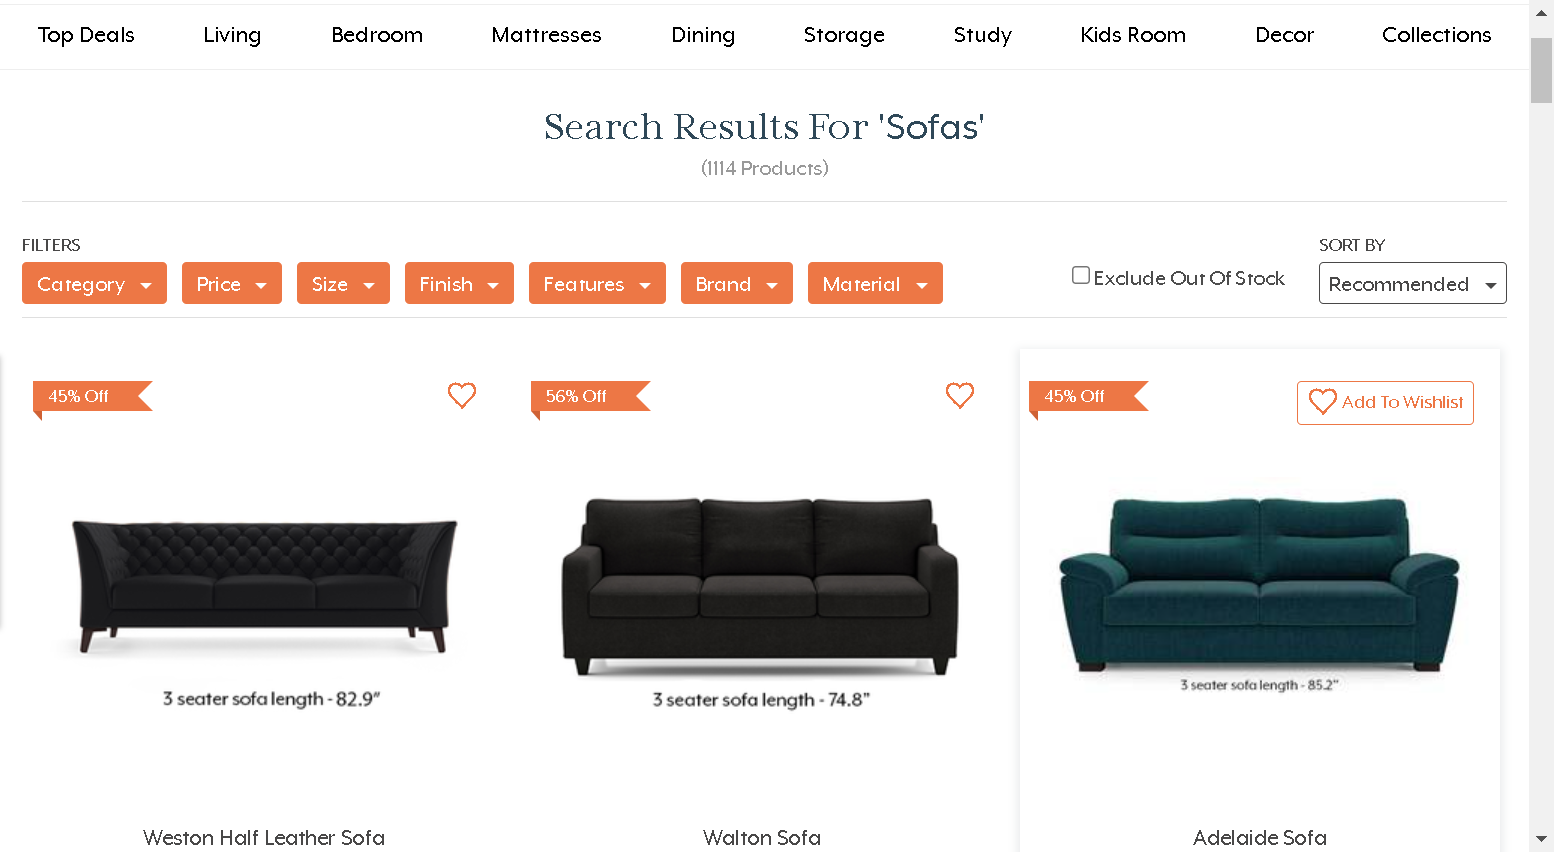 Top Deals Living Bedroom Mattresses Dining Storage Study Kids Room Decor Collections
Search Results For 'Sofas'
(1114 Products)
FILTERS
SORT BY
Category Price Size Finish Features Brand Material
Exclude Out Of Stock
Recommended
45% Off
56% Off
45% Off
Add To Wishlist
3 seater sofa length - 82.9"
3 seater sofa length - 74.8"
3 seater sofa length - 85.2"
Weston Half Leather Sofa
Walton Sofa
Adelaide Sofa